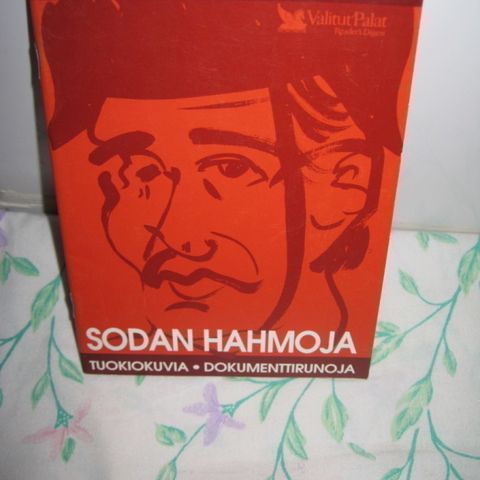 Valitut Palat
Reader's Digest
SODAN HAHMOJA
TUOKIOKUVIA • DOKUMENTTIRUNOJA